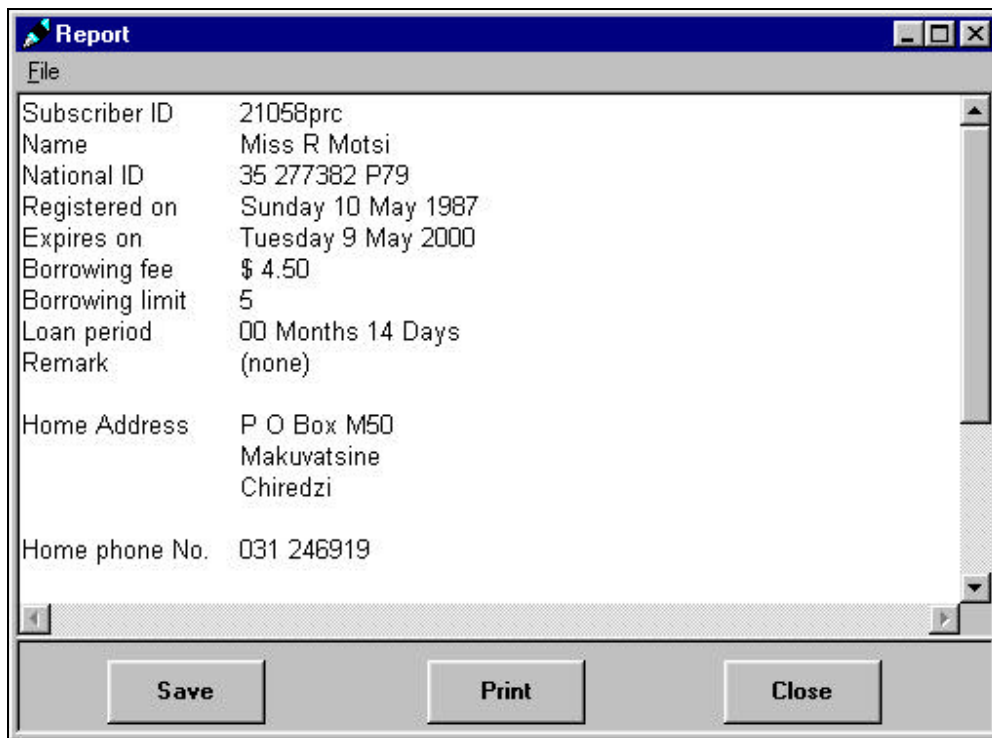 Report
File
Subscriber ID 21058prc
Name Miss R Motsi
National ID 35 277382 P79
Registered on Sunday 10 May 1987
Expires on Tuesday 9 May 2000
Borrowing fee $ 4.50
Borrowing limit 5
Loan period 00 Months 14 Days
Remark (none)
Home Address P O Box M50
Makuvatsine
Chiredzi
Home phone No. 031 246919
Save Print Close